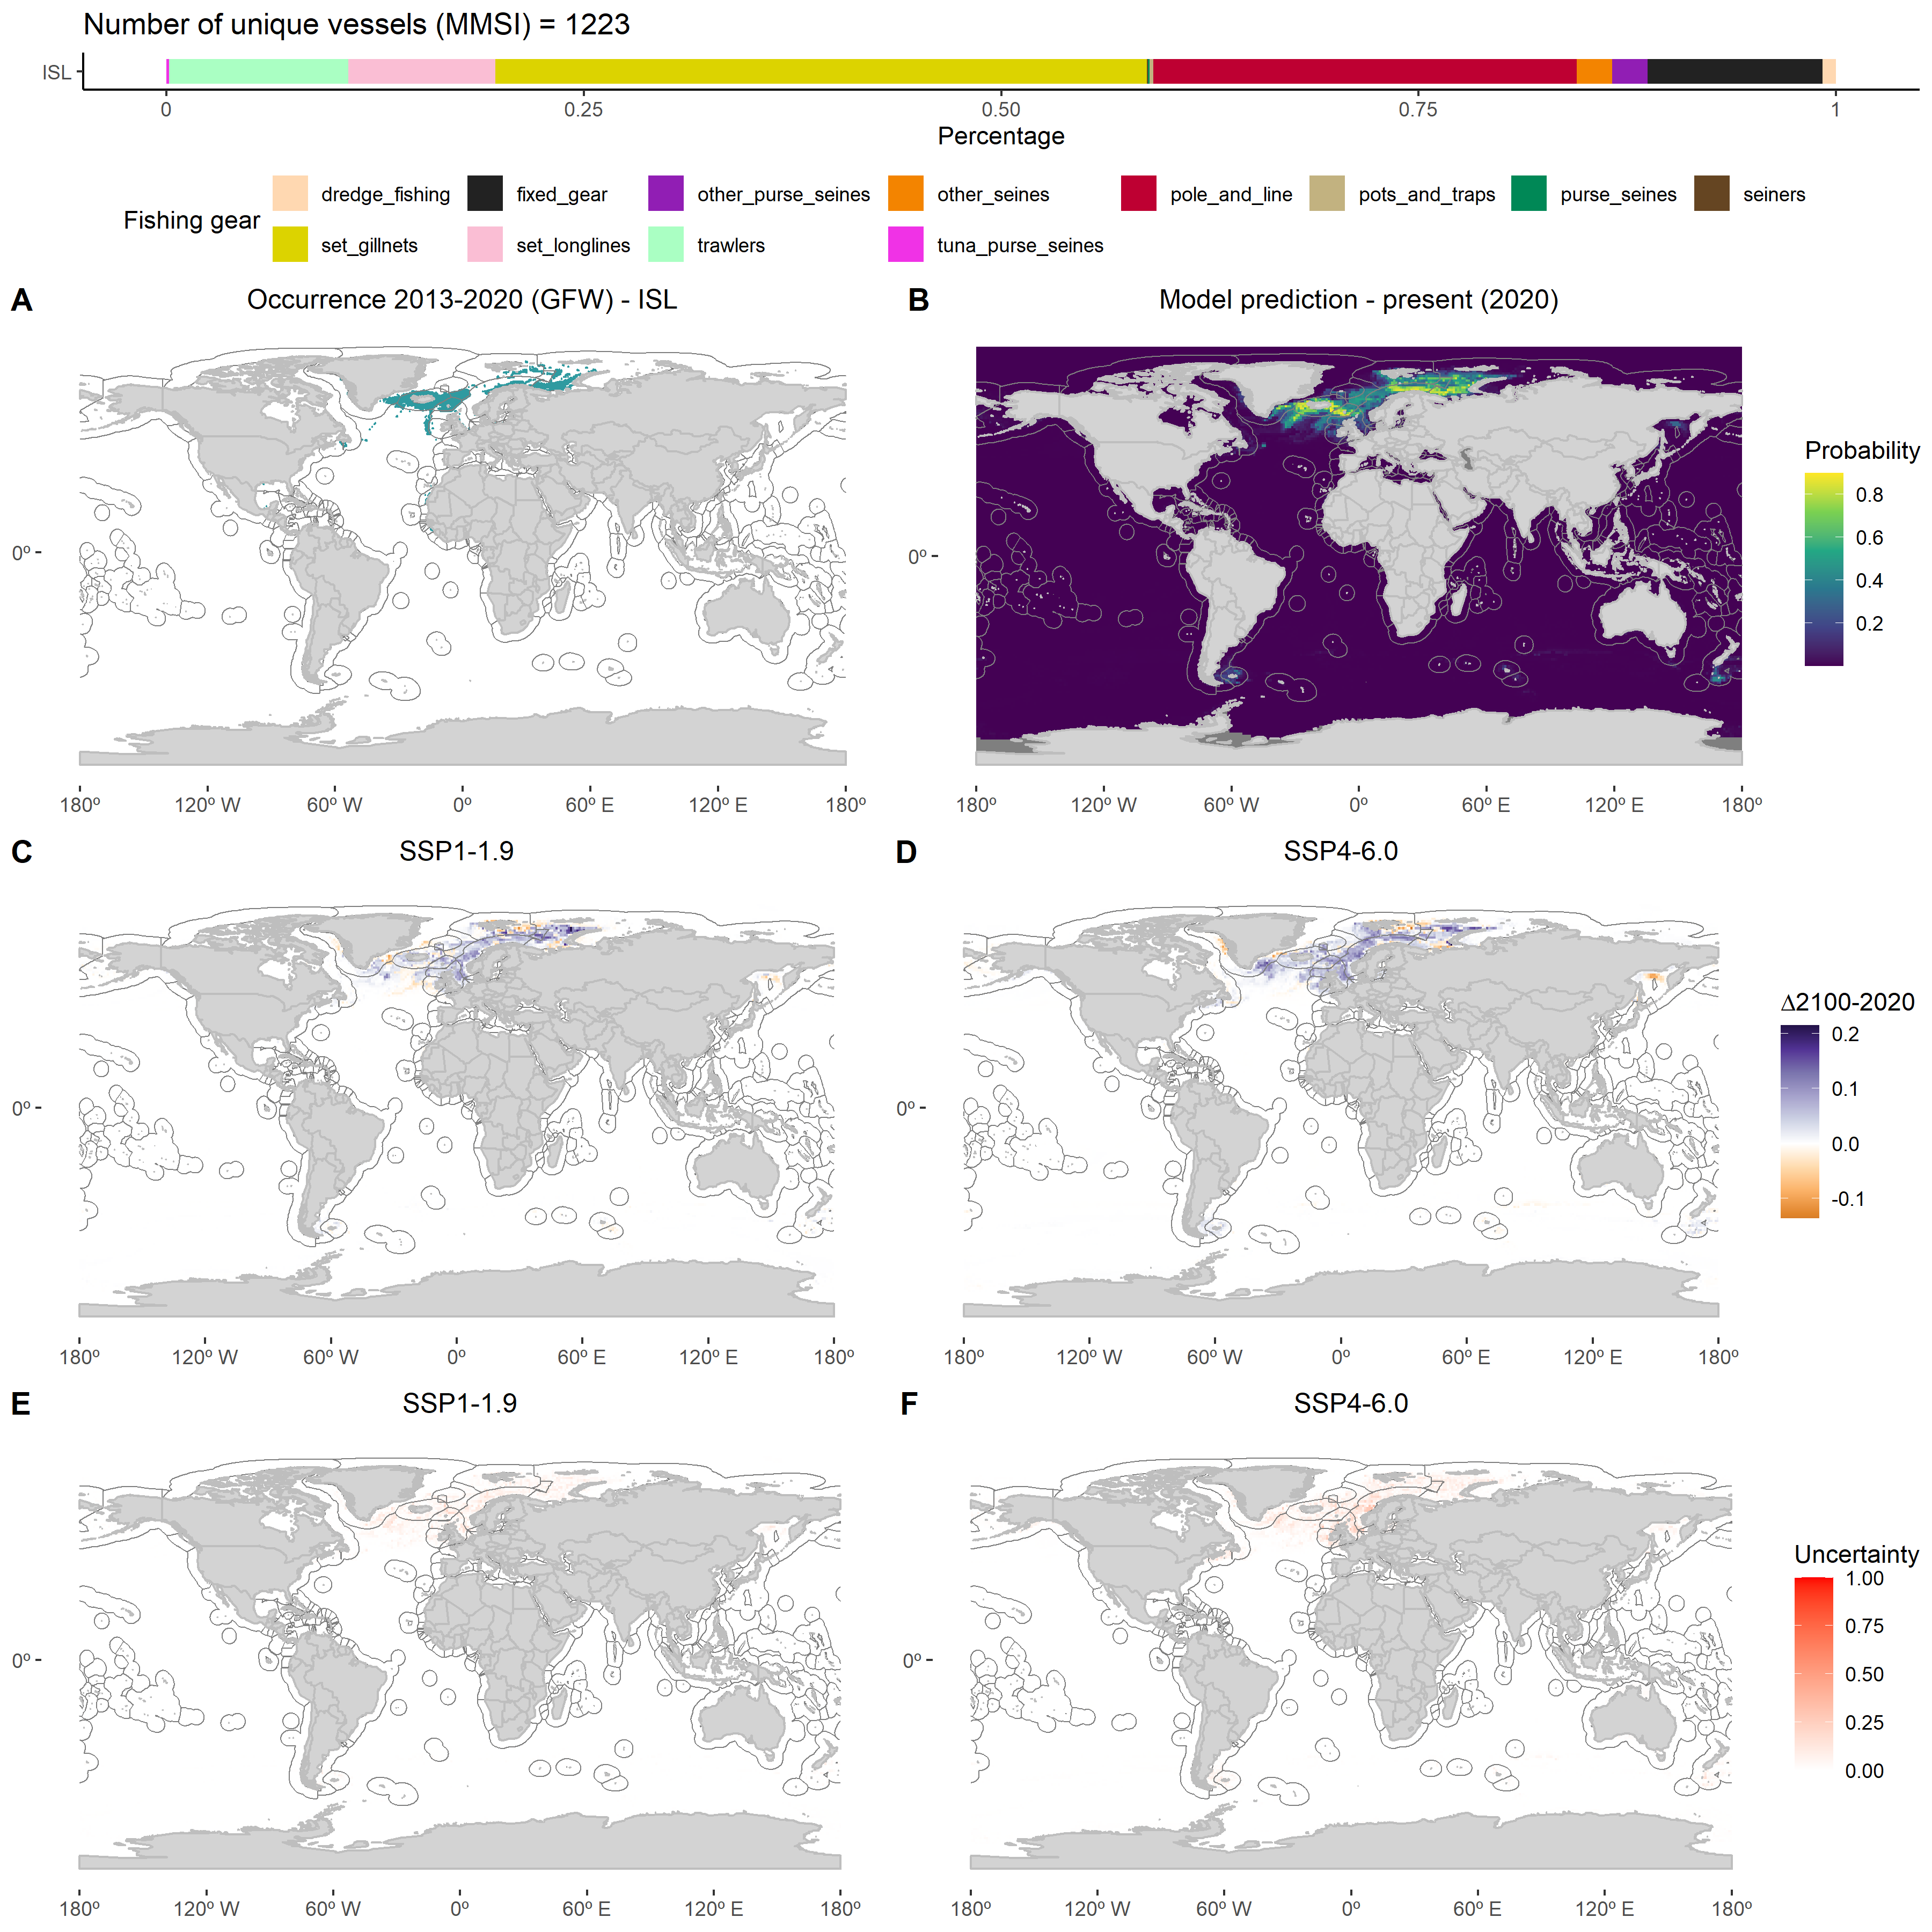 Number of unique vessels (MMSI) = 1223
ISL
0 0.25 0.50 0.75 1
Percentage
Fishing gear
dredge_fishing fixed_gear other_purse_seines other_seines pole_and_line pots_and_traps purse_seines seiners
set_gillnets set_longlines trawlers tuna_purse_seines
A Occurrence 2013-2020 (GFW) - ISL
0º
180º 120º W 60º W 0º 60º E 120º E 180º
B Model prediction - present (2020)
0º
180º 120º W 60º W 0º 60º E 120º E 180º
Probability
0.8
0.6
0.4
0.2
C SSP1-1.9
0º
180º 120º W 60º W 0º 60º E 120º E 180º
D SSP4-6.0
0º
180º 120º W 60º W 0º 60º E 120º E 180º
Δ2100-2020
0.2
0.1
0.0
-0.1
E SSP1-1.9
0º
180º 120º W 60º W 0º 60º E 120º E 180º
F SSP4-6.0
0º
180º 120º W 60º W 0º 60º E 120º E 180º
Uncertainty
1.00
0.75
0.50
0.25
0.00